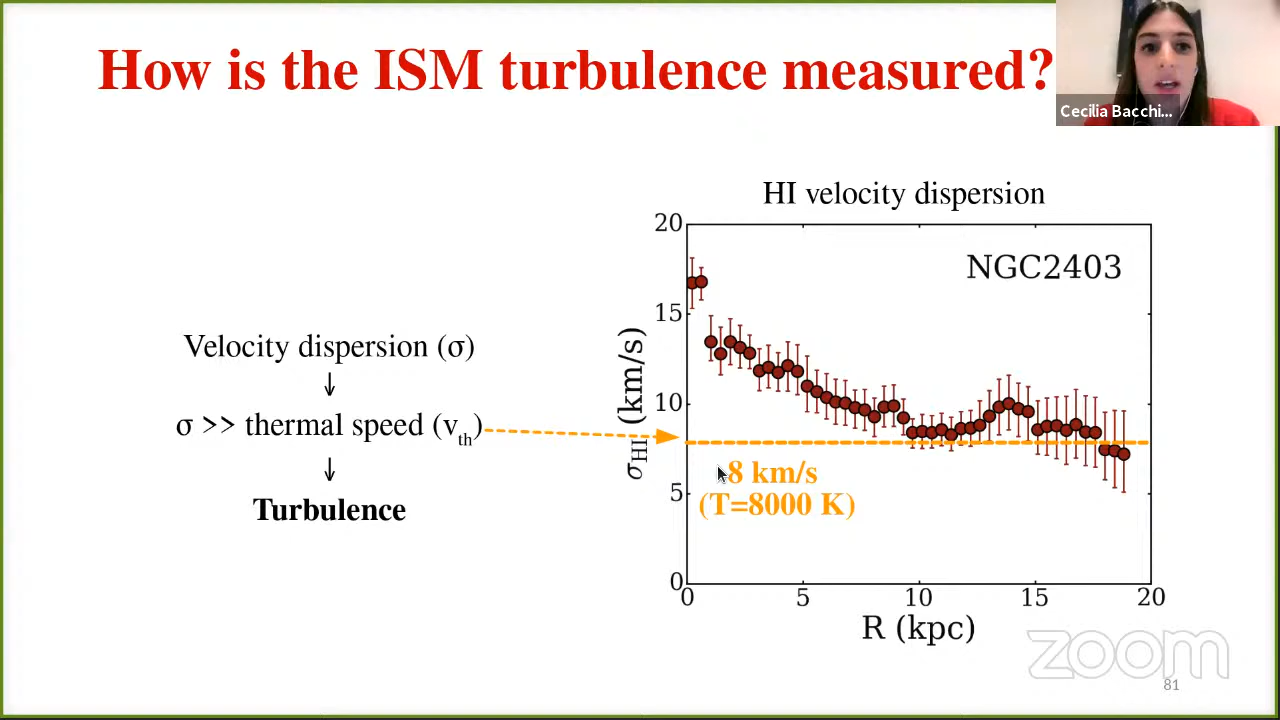 How is the ISM turbulence measured?
Cecilia Bacchi...
HI velocity dispersion
NGC2403
20
15
10
5
0
σHI (km/s)
0 5 10 15 20
R (kpc)
8 km/s
(T=8000 K)
Velocity dispersion (σ)
↓
σ >> thermal speed (vth)
↓
Turbulence
zoom
81